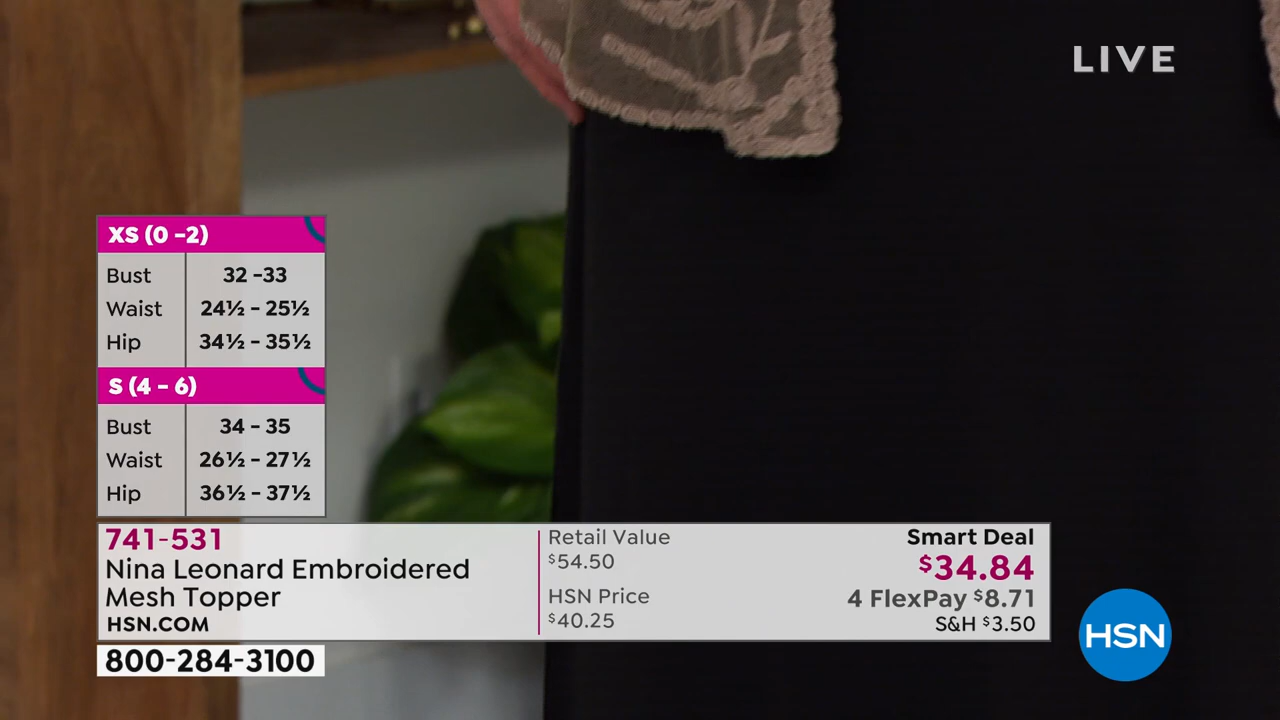 LIVE
XS (0 –2)
Bust 32 –33
Waist 24½ – 25½
Hip 34½ – 35½
S (4 – 6)
Bust 34 – 35
Waist 26½ – 27½
Hip 36½ – 37½
741-531
Nina Leonard Embroidered
Mesh Topper
HSN.COM
Retail Value
$54.50
HSN Price
$40.25
Smart Deal
$34.84
4 FlexPay $8.71
S&H $3.50
800-284-3100
HSN